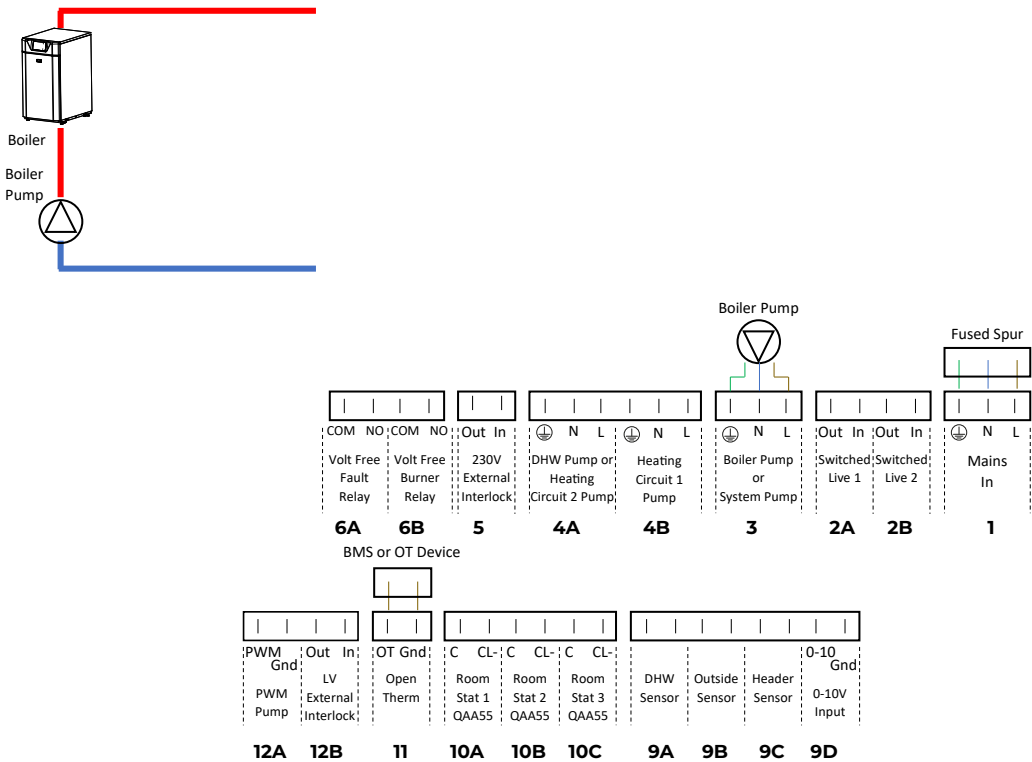 Boiler
Boiler
Pump
Boiler Pump
Fused Spur
COM NO COM NO Out In N L N L N L Out In Out In N L
Volt Free Volt Free 230V DHW Pump or Heating Boiler Pump Switched Switched Mains
Fault Burner External Heating Circuit 1 or Live 1 Live 2 In
Relay Relay Interlock Circuit 2 Pump Pump System Pump
6A 6B 5 4A 4B 3 2A 2B 1
BMS or OT Device
PWM Gnd Out In OT Gnd C CL- C CL- C CL- 0-10 Gnd
LV Open Room Room Room DHW Outside Header
PWM External Therm Stat 1 Stat 2 Stat 3 Sensor Sensor Sensor 0-10V
Pump Interlock QAA55 QAA55 QAA55 Input
12A 12B 11 10A 10B 10C 9A 9B 9C 9D